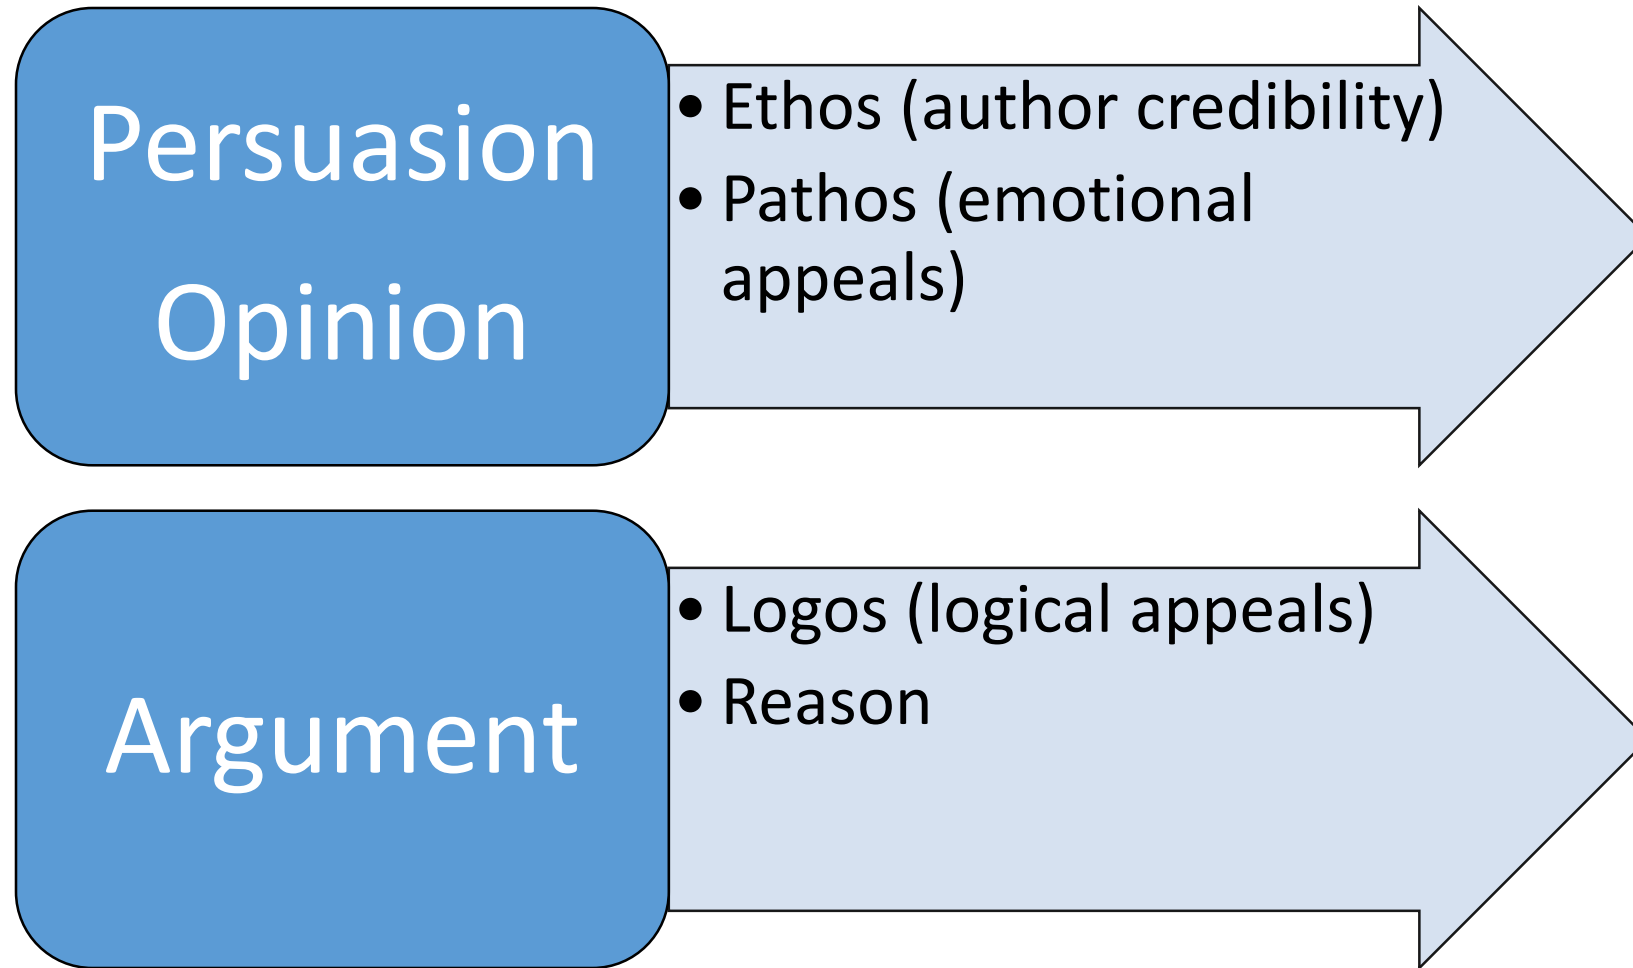 Persuasion
Opinion
• Ethos (author credibility)
• Pathos (emotional
appeals)
Argument
• Logos (logical appeals)
• Reason